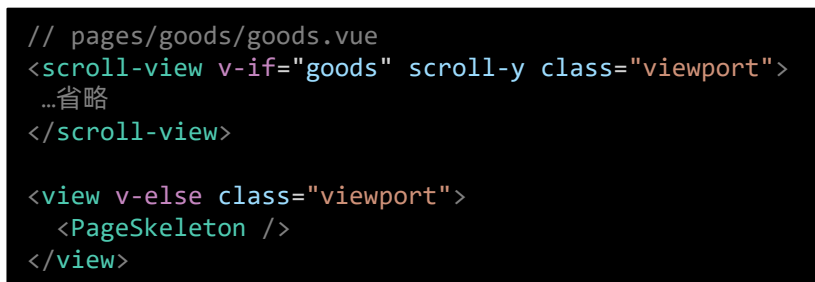 // pages/goods/goods.vue
<scroll-view v-if="goods" scroll-y class="viewport">
 …省略
</scroll-view>

<view v-else class="viewport">
  <PageSkeleton />
</view>